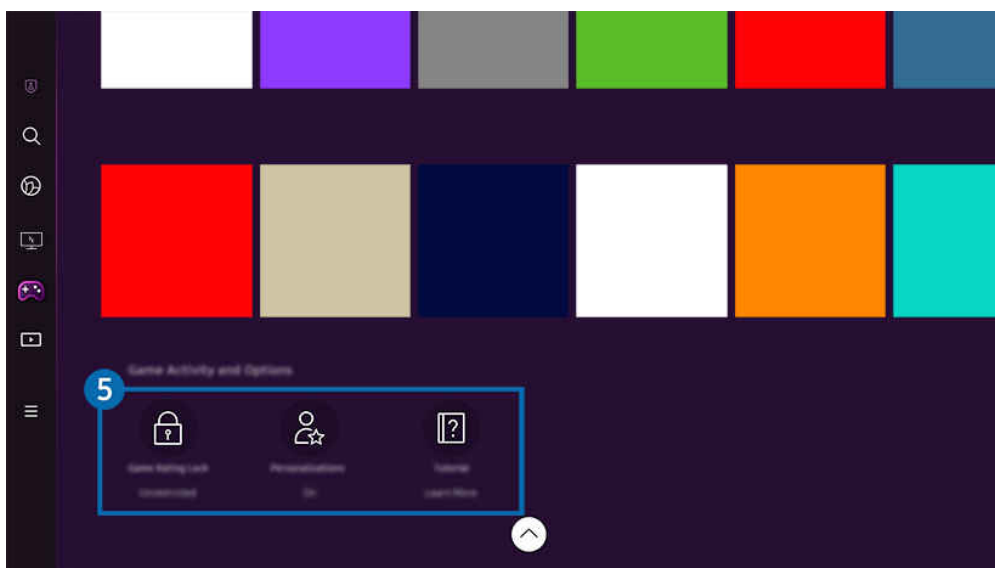 Game Activity and Options
5
Game Rating Lock
Personalizations
Tutorial
Unrestricted
On
Learn More